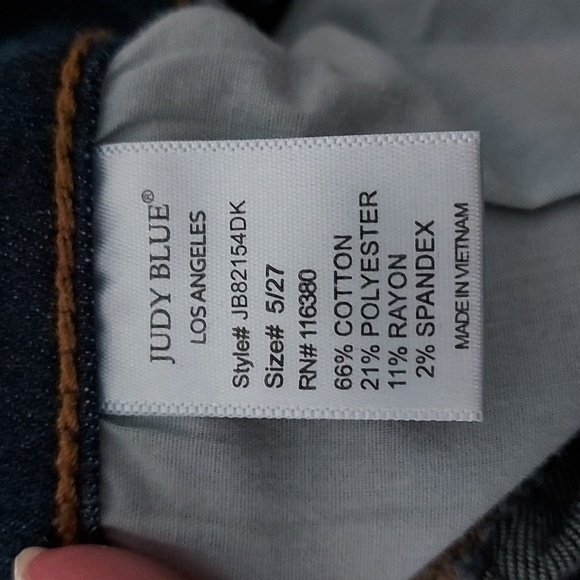 JUDY BLUE®
LOS ANGELES
Style# JB82154DK
Size# 5/27
RN# 116380
66% COTTON
21% POLYESTER
11% RAYON
2% SPANDEX
MADE IN VIETNAM